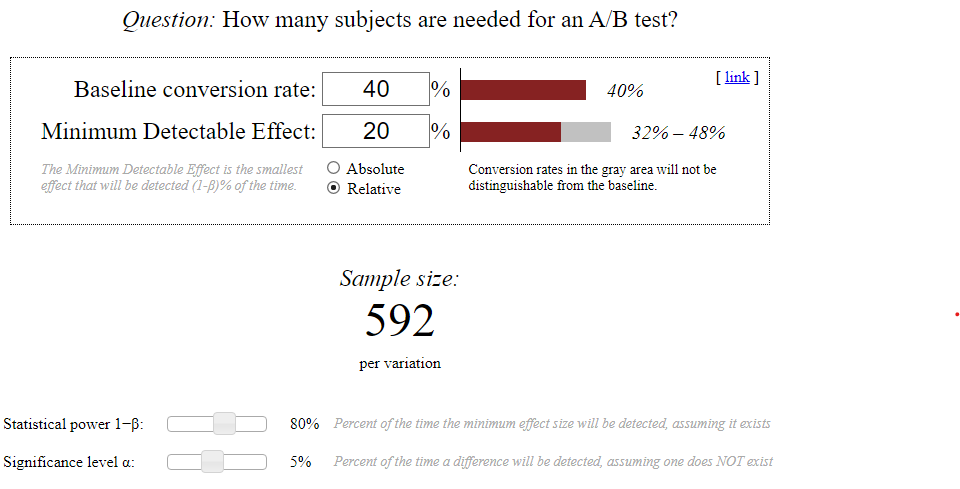 Question: How many subjects are needed for an A/B test?
[ link ]
Baseline conversion rate: 40 % 40%
Minimum Detectable Effect: 20 % 32% – 48%
The Minimum Detectable Effect is the smallest
effect that will be detected (1-β)% of the time.
Absolute
Relative
Conversion rates in the gray area will not be
distinguishable from the baseline.
Sample size:
592
per variation
Statistical power 1−β: 80% Percent of the time the minimum effect size will be detected, assuming it exists
Significance level α: 5% Percent of the time a difference will be detected, assuming one does NOT exist